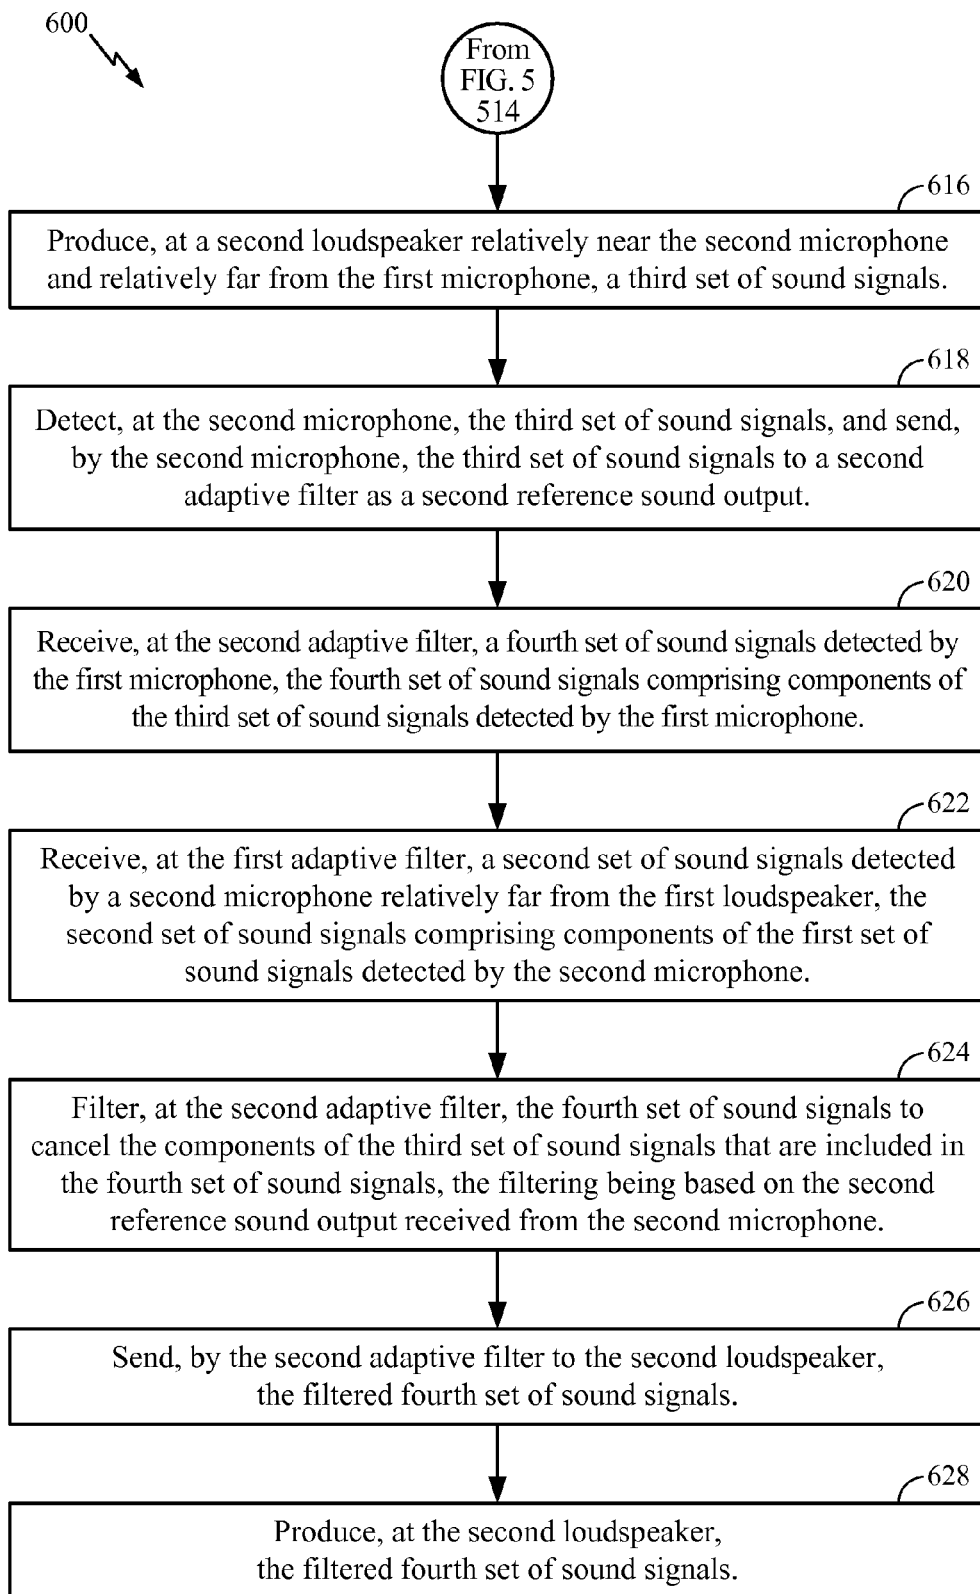 600
From
FIG. 5
514
616
Produce, at a second loudspeaker relatively near the second microphone
and relatively far from the first microphone, a third set of sound signals.
618
Detect, at the second microphone, the third set of sound signals, and send,
by the second microphone, the third set of sound signals to a second
adaptive filter as a second reference sound output.
620
Receive, at the second adaptive filter, a fourth set of sound signals detected by
the first microphone, the fourth set of sound signals comprising components of
the third set of sound signals detected by the first microphone.
622
Receive, at the first adaptive filter, a second set of sound signals detected
by a second microphone relatively far from the first loudspeaker, the
second set of sound signals comprising components of the first set of
sound signals detected by the second microphone.
624
Filter, at the second adaptive filter, the fourth set of sound signals to
cancel the components of the third set of sound signals that are included in
the fourth set of sound signals, the filtering being based on the second
reference sound output received from the second microphone.
626
Send, by the second adaptive filter to the second loudspeaker,
the filtered fourth set of sound signals.
628
Produce, at the second loudspeaker,
the filtered fourth set of sound signals.